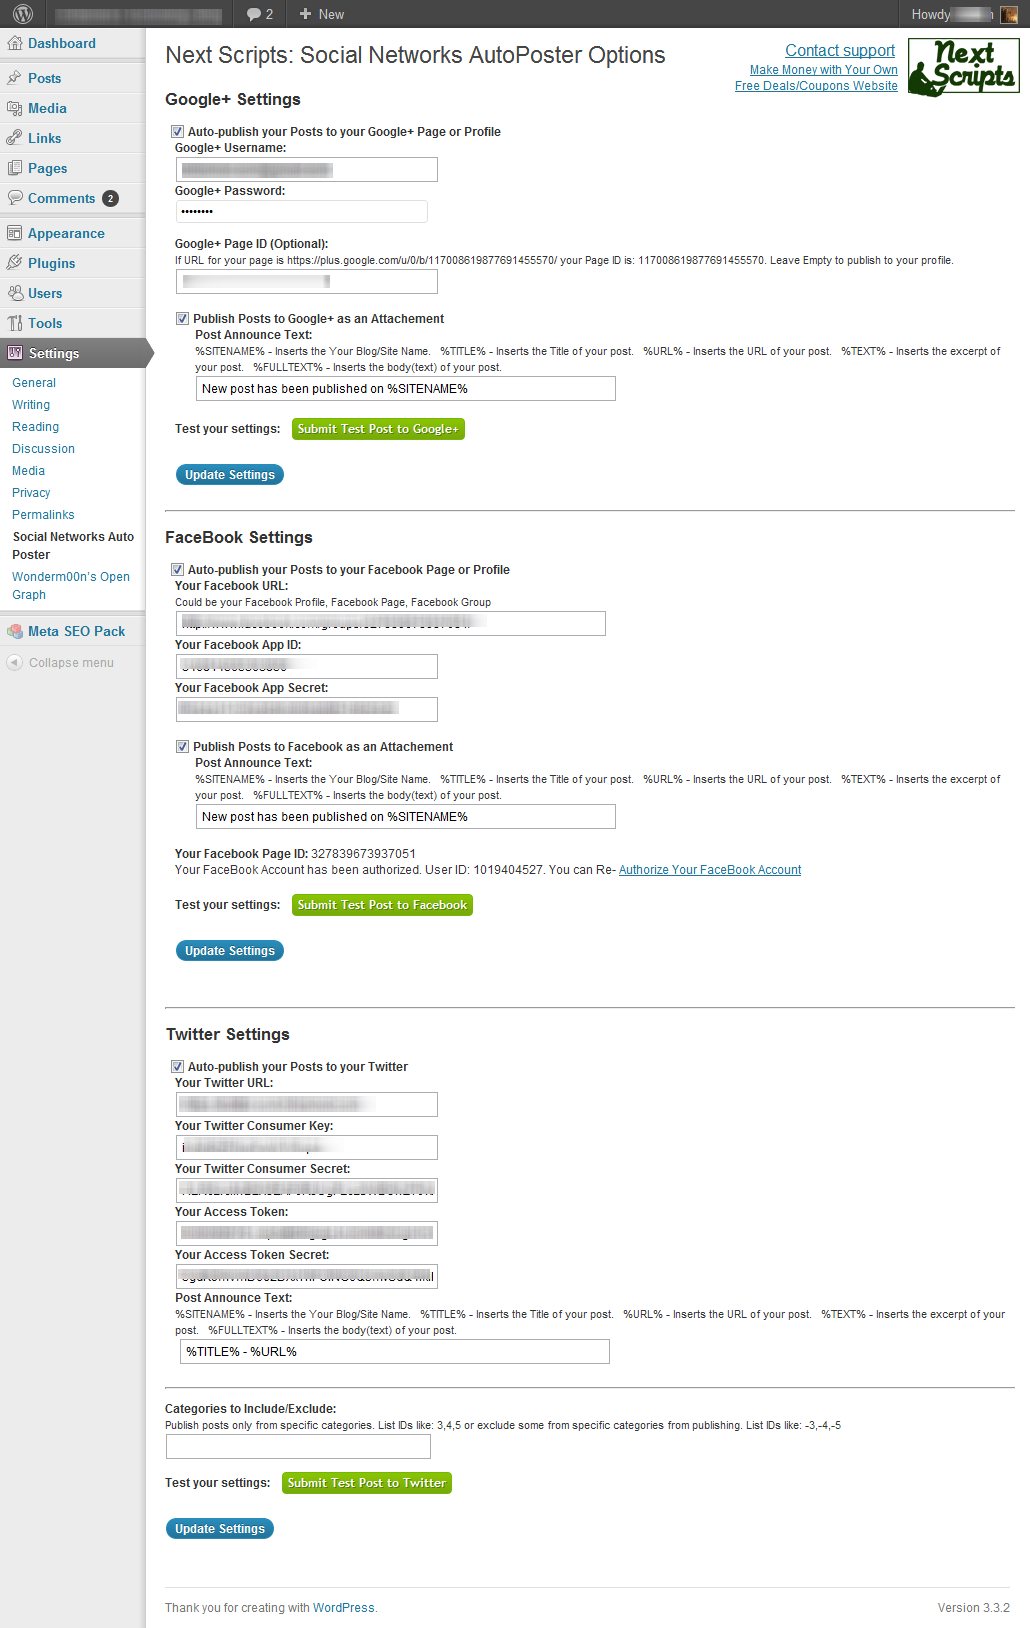 2 New
Howdy
Dashboard
Posts
Media
Links
Pages
Comments 2
Appearance
Plugins
Users
Tools
Settings
General
Writing
Reading
Discussion
Media
Privacy
Permalinks
Social Networks Auto
Poster
Wonderm00n's Open
Graph
Meta SEO Pack
Collapse menu
Next Scripts: Social Networks AutoPoster Options
Contact support
Make Money with Your Own
Free Deals/Coupons Website
Next
Scripts
Google+ Settings
Auto-publish your Posts to your Google+ Page or Profile
Google+ Username:
Google+ Password:
••••••••
Google+ Page ID (Optional):
If URL for your page is https://plus.google.com/u/0/b/117008619877691455570/ your Page ID is: 117008619877691455570. Leave Empty to publish to your profile.
Publish Posts to Google+ as an Attachement
Post Announce Text:
%SITENAME% - Inserts the Your Blog/Site Name. %TITLE% - Inserts the Title of your post. %URL% - Inserts the URL of your post. %TEXT% - Inserts the excerpt of
your post. %FULLTEXT% - Inserts the body(text) of your post.
New post has been published on %SITENAME%
Test your settings: Submit Test Post to Google+
Update Settings
FaceBook Settings
Auto-publish your Posts to your Facebook Page or Profile
Your Facebook URL:
Could be your Facebook Profile, Facebook Page, Facebook Group
Your Facebook App ID:
Your Facebook App Secret:
Publish Posts to Facebook as an Attachement
Post Announce Text:
%SITENAME% - Inserts the Your Blog/Site Name. %TITLE% - Inserts the Title of your post. %URL% - Inserts the URL of your post. %TEXT% - Inserts the excerpt of
your post. %FULLTEXT% - Inserts the body(text) of your post.
New post has been published on %SITENAME%
Your Facebook Page ID: 327839673937051
Your FaceBook Account has been authorized. User ID: 1019404527. You can Re- Authorize Your FaceBook Account
Test your settings: Submit Test Post to Facebook
Update Settings
Twitter Settings
Auto-publish your Posts to your Twitter
Your Twitter URL:
Your Twitter Consumer Key:
Your Twitter Consumer Secret:
Your Access Token:
Your Access Token Secret:
Post Announce Text:
%SITENAME% - Inserts the Your Blog/Site Name. %TITLE% - Inserts the Title of your post. %URL% - Inserts the URL of your post. %TEXT% - Inserts the excerpt of your
post. %FULLTEXT% - Inserts the body(text) of your post.
%TITLE% - %URL%
Categories to Include/Exclude:
Publish posts only from specific categories. List IDs like: 3,4,5 or exclude some from specific categories from publishing. List IDs like: -3,-4,-5
Test your settings: Submit Test Post to Twitter
Update Settings
Thank you for creating with WordPress.
Version 3.3.2